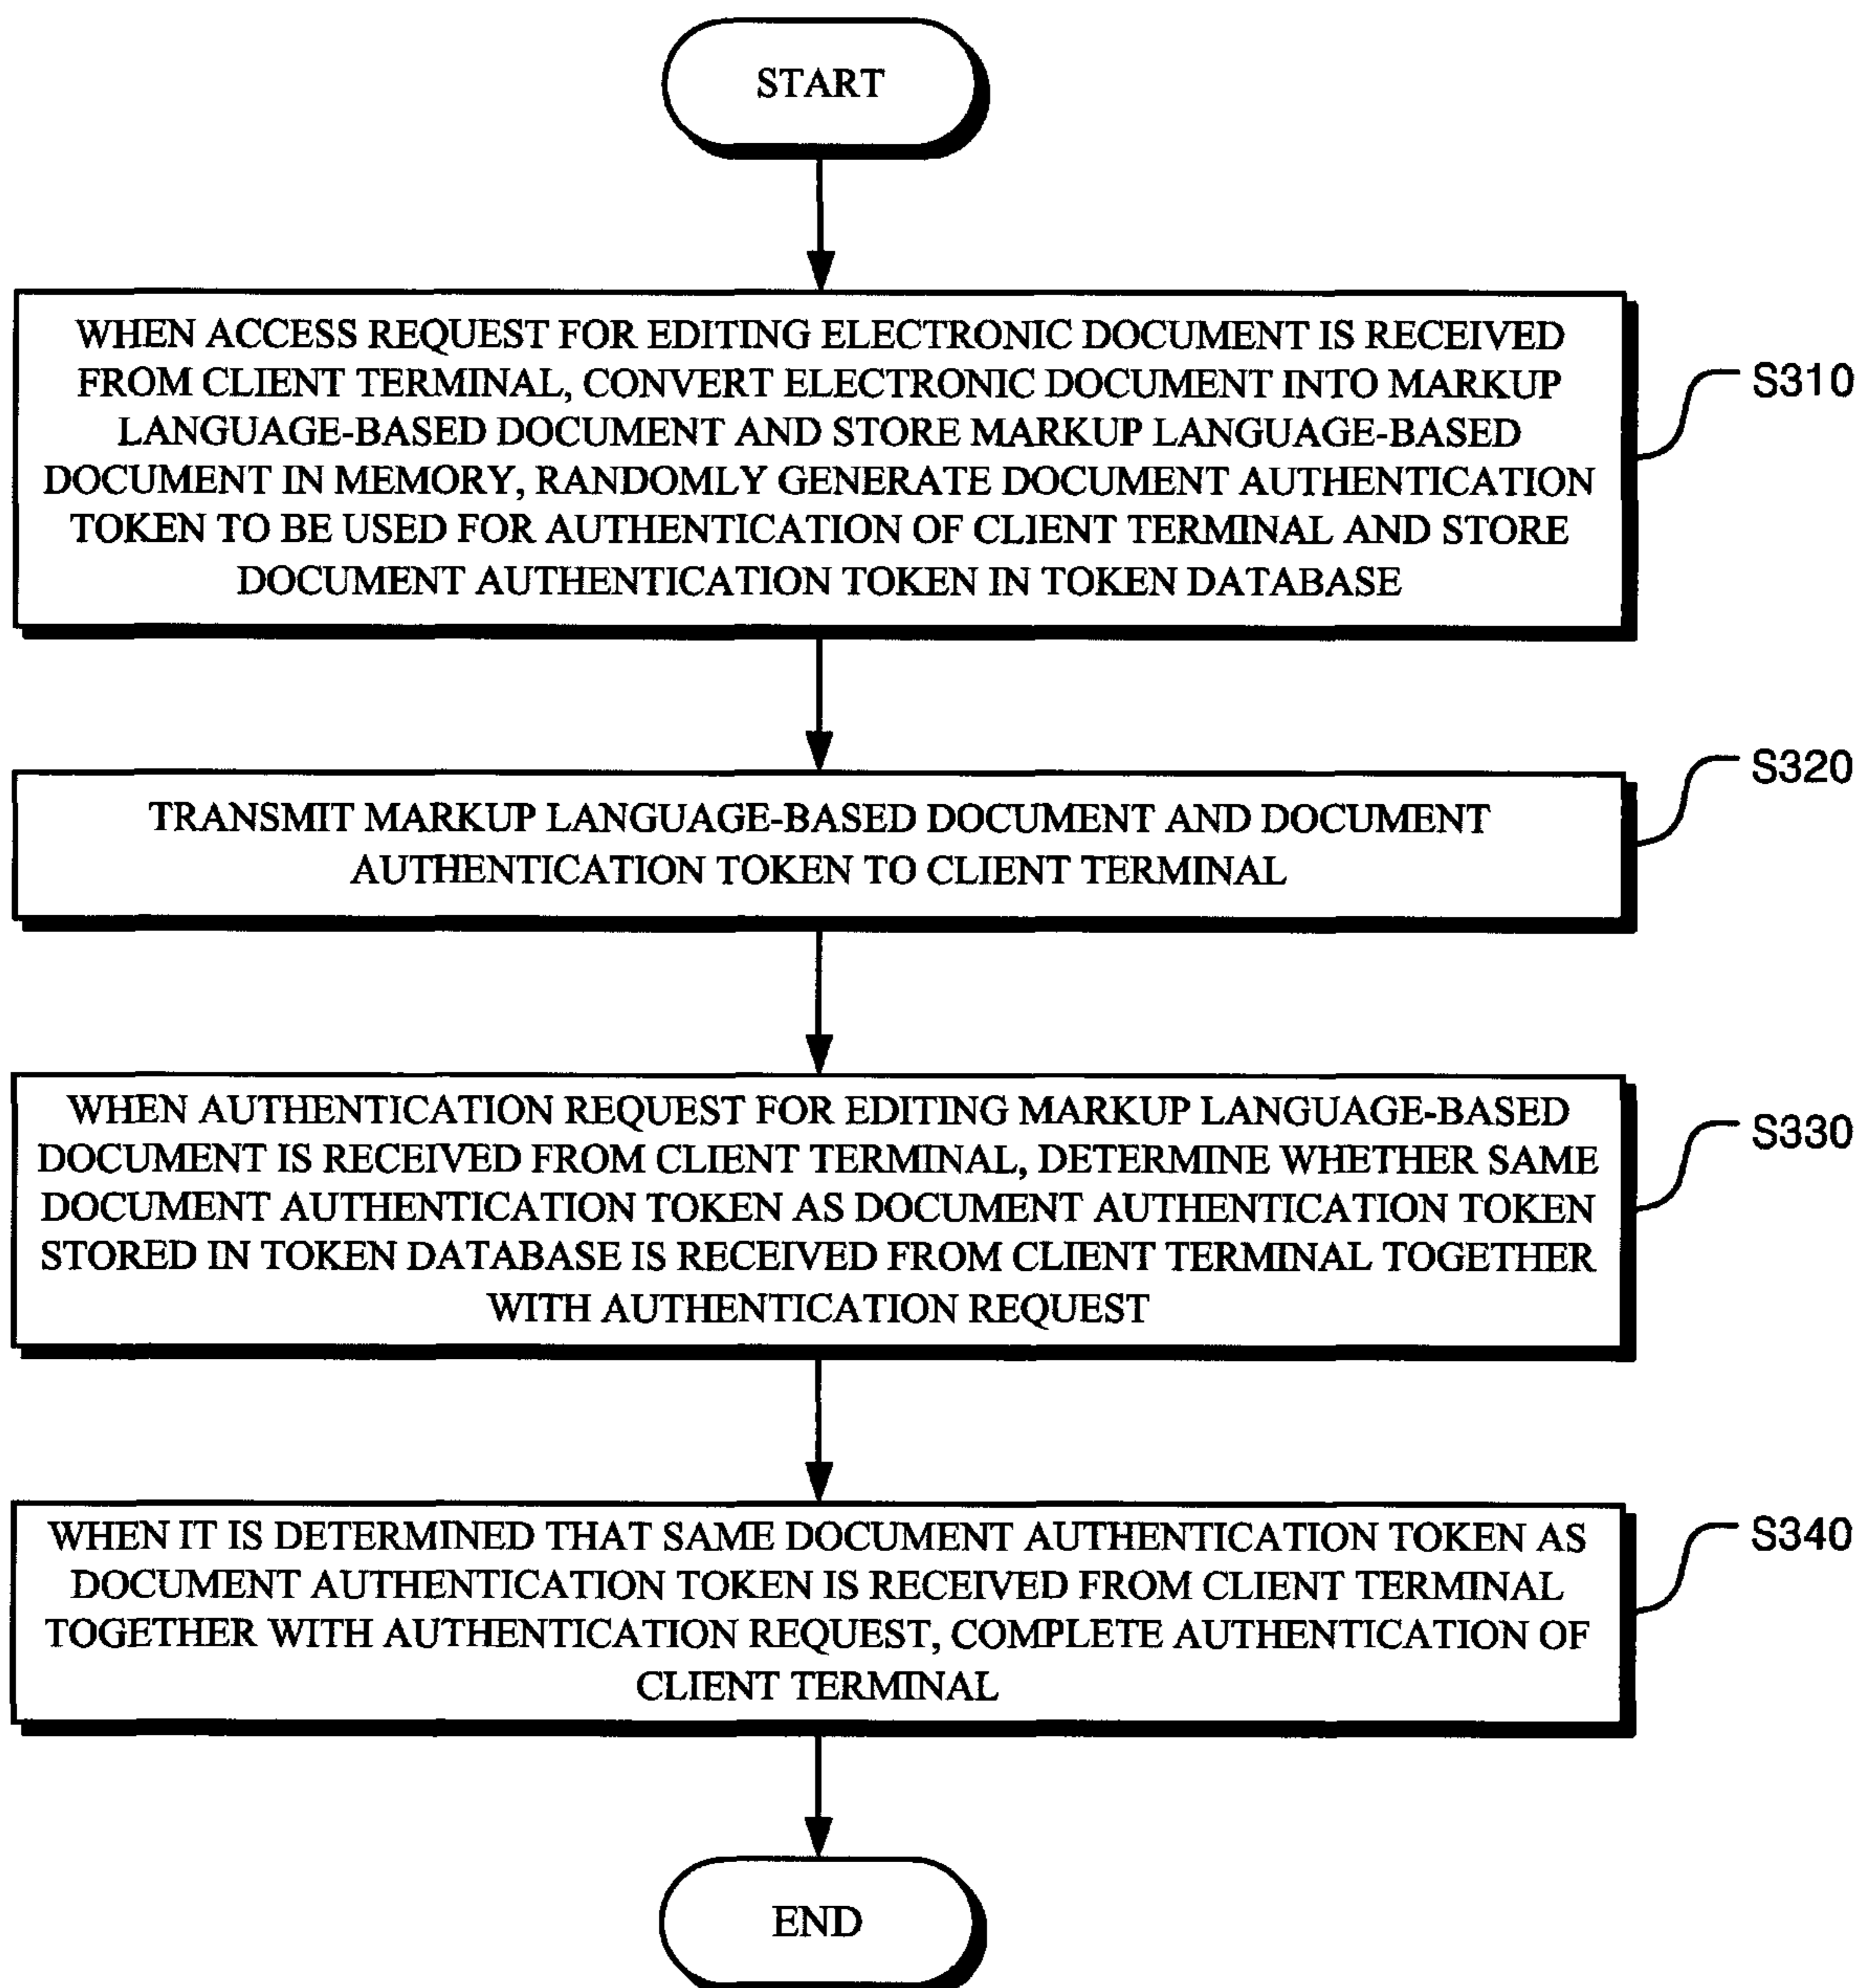 START
WHEN ACCESS REQUEST FOR EDITING ELECTRONIC DOCUMENT IS RECEIVED
FROM CLIENT TERMINAL, CONVERT ELECTRONIC DOCUMENT INTO MARKUP
LANGUAGE-BASED DOCUMENT AND STORE MARKUP LANGUAGE-BASED
DOCUMENT IN MEMORY, RANDOMLY GENERATE DOCUMENT AUTHENTICATION
TOKEN TO BE USED FOR AUTHENTICATION OF CLIENT TERMINAL AND STORE
DOCUMENT AUTHENTICATION TOKEN IN TOKEN DATABASE
S310
TRANSMIT MARKUP LANGUAGE-BASED DOCUMENT AND DOCUMENT
AUTHENTICATION TOKEN TO CLIENT TERMINAL
S320
WHEN AUTHENTICATION REQUEST FOR EDITING MARKUP LANGUAGE-BASED
DOCUMENT IS RECEIVED FROM CLIENT TERMINAL, DETERMINE WHETHER SAME
DOCUMENT AUTHENTICATION TOKEN AS DOCUMENT AUTHENTICATION TOKEN
STORED IN TOKEN DATABASE IS RECEIVED FROM CLIENT TERMINAL TOGETHER
WITH AUTHENTICATION REQUEST
S330
WHEN IT IS DETERMINED THAT SAME DOCUMENT AUTHENTICATION TOKEN AS
DOCUMENT AUTHENTICATION TOKEN IS RECEIVED FROM CLIENT TERMINAL
TOGETHER WITH AUTHENTICATION REQUEST, COMPLETE AUTHENTICATION OF
CLIENT TERMINAL
S340
END